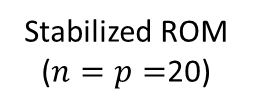 Stabilized ROM
(n = p =20)